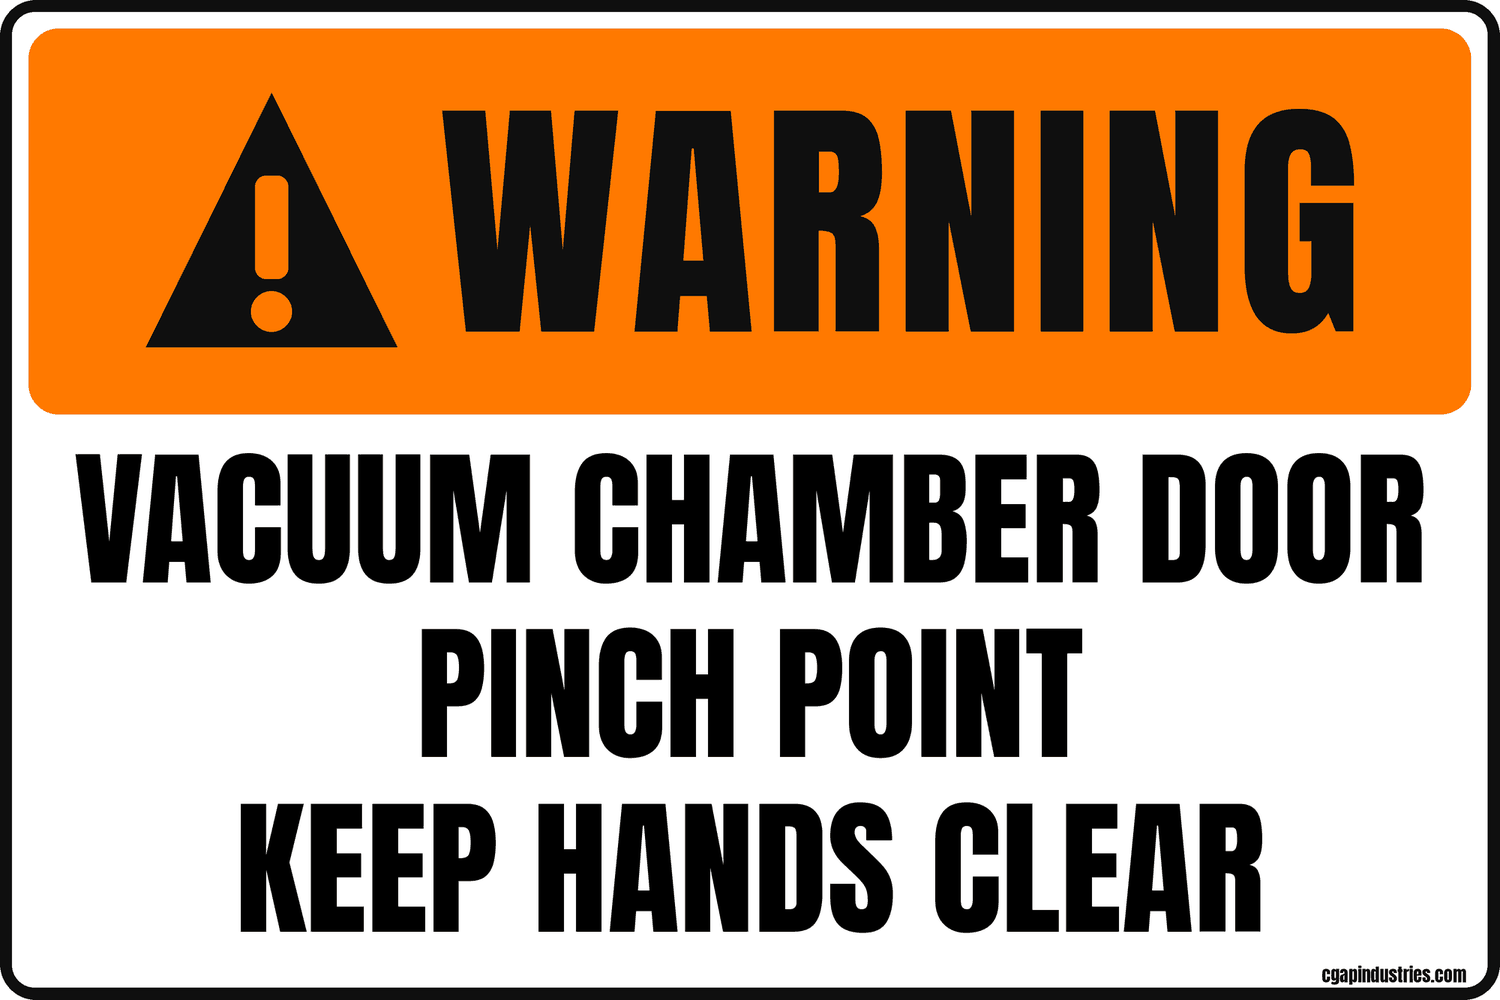 WARNING
VACUUM CHAMBER DOOR
PINCH POINT
KEEP HANDS CLEAR
cgapindustries.com